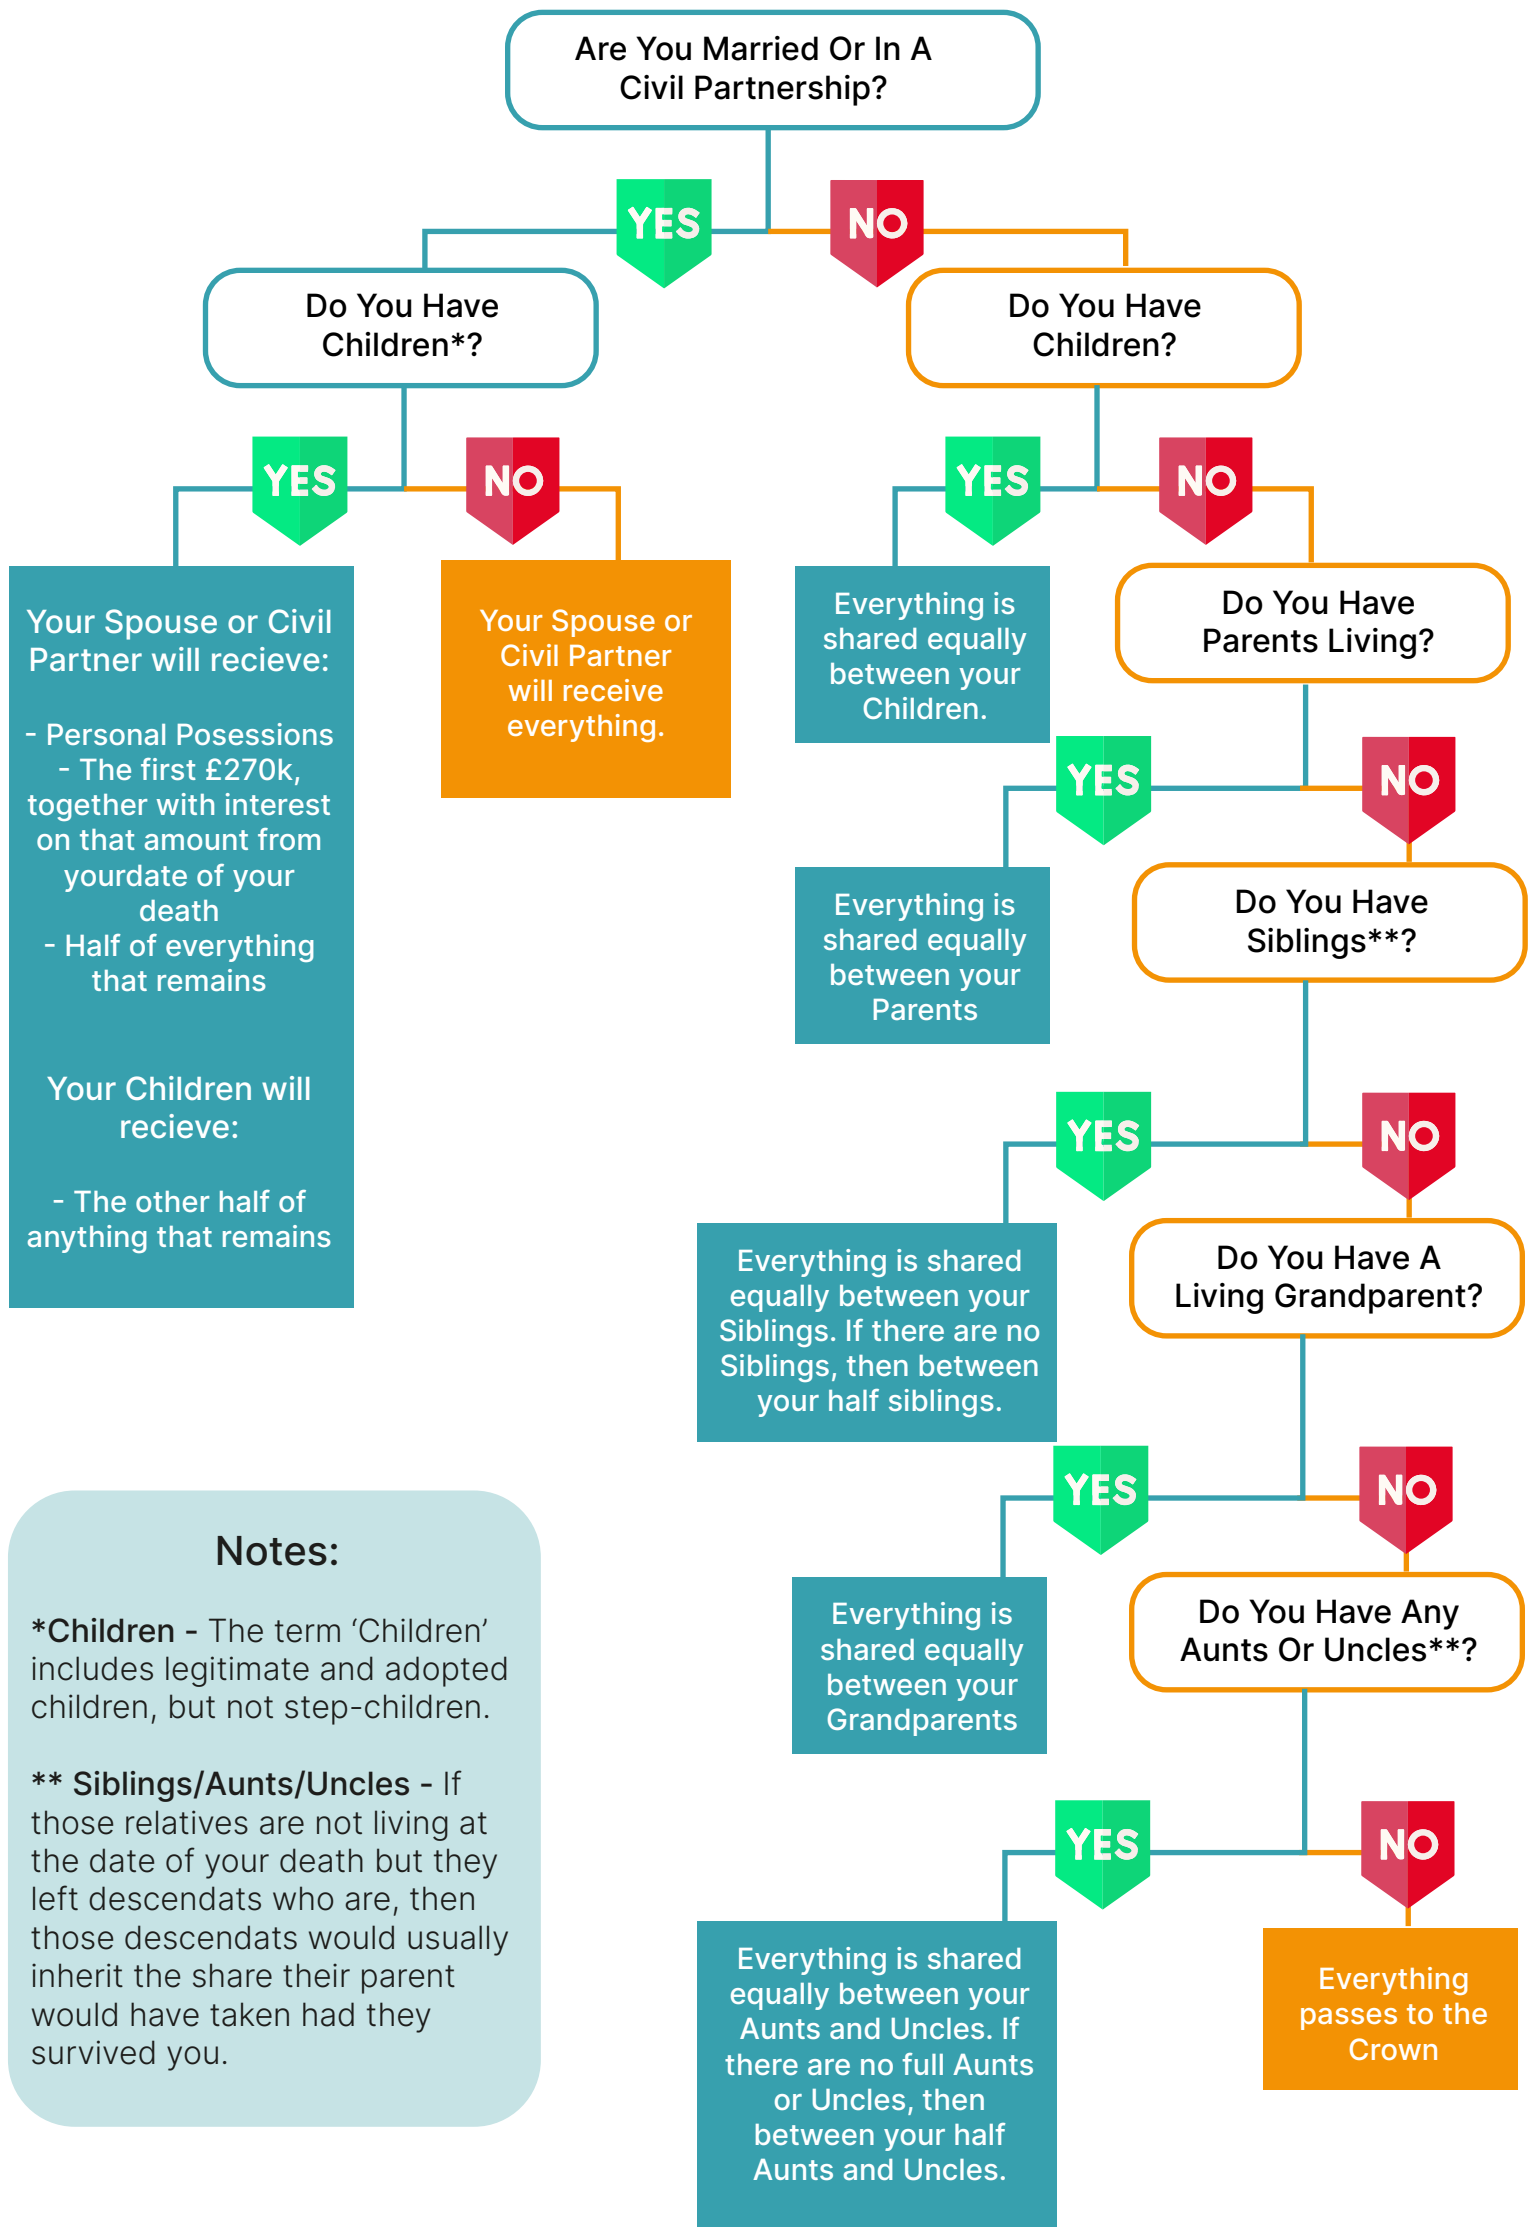 Are You Married Or In A
Civil Partnership?
YES
NO
Do You Have
Children*?
Do You Have
Children?
YES
NO
YES
NO
Your Spouse or Civil
Partner will recieve:
- Personal Posessions
- The first £270k,
together with interest
on that amount from
yourdate of your
death
- Half of everything
that remains
Your Children will
recieve:
- The other half of
anything that remains
Your Spouse or
Civil Partner
will receive
everything.
Everything is
shared equally
between your
Children.
Do You Have
Parents Living?
YES
NO
Everything is
shared equally
between your
Parents
Do You Have
Siblings**?
YES
NO
Everything is shared
equally between your
Siblings. If there are no
Siblings, then between
your half siblings.
Do You Have A
Living Grandparent?
YES
NO
Everything is
shared equally
between your
Grandparents
Do You Have Any
Aunts Or Uncles**?
YES
NO
Everything is shared
equally between your
Aunts and Uncles. If
there are no full Aunts
or Uncles, then
between your half
Aunts and Uncles.
Everything
passes to the
Crown
Notes:
*Children - The term ‘Children’
includes legitimate and adopted
children, but not step-children.
** Siblings/Aunts/Uncles - If
those relatives are not living at
the date of your death but they
left descendats who are, then
those descendats would usually
inherit the share their parent
would have taken had they
survived you.